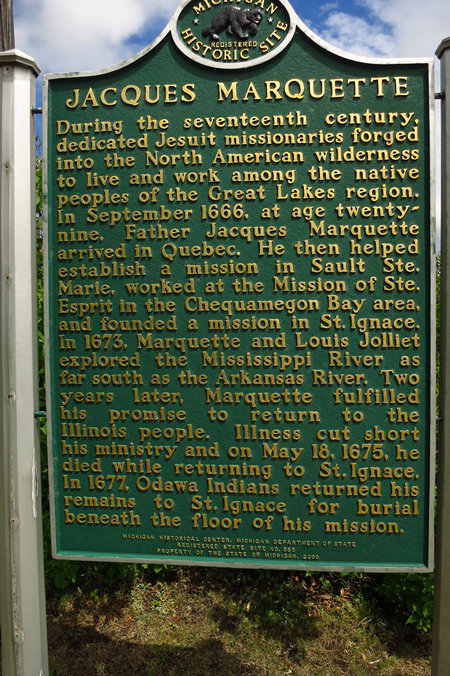 MICHIGAN
REGISTERED
HISTORIC SITE
JACQUES MARQUETTE
During the seventeenth century,
dedicated Jesuit missionaries forged
into the North American wilderness
to live and work among the native
peoples of the Great Lakes region.
In September 1666, at age twenty-
nine, Father Jacques Marquette
arrived in Quebec. He then helped
establish a mission in Sault Ste.
Marie, worked at the Mission of Ste.
Esprit in the Chequamegon Bay area,
and founded a mission in St. Ignace.
In 1673, Marquette and Louis Jolliet
explored the Mississippi River as
far south as the Arkansas River. Two
years later, Marquette fulfilled
his promise to return to the
Illinois people. Illness cut short
his ministry and on May 18, 1675, he
died while returning to St. Ignace.
In 1677, Odawa Indians returned his
remains to St. Ignace for burial
beneath the floor of his mission.
MICHIGAN HISTORICAL CENTER, MICHIGAN DEPARTMENT OF STATE
REGISTERED STATE SITE NO.
PROPERTY OF THE STATE OF MICHIGAN, 2000